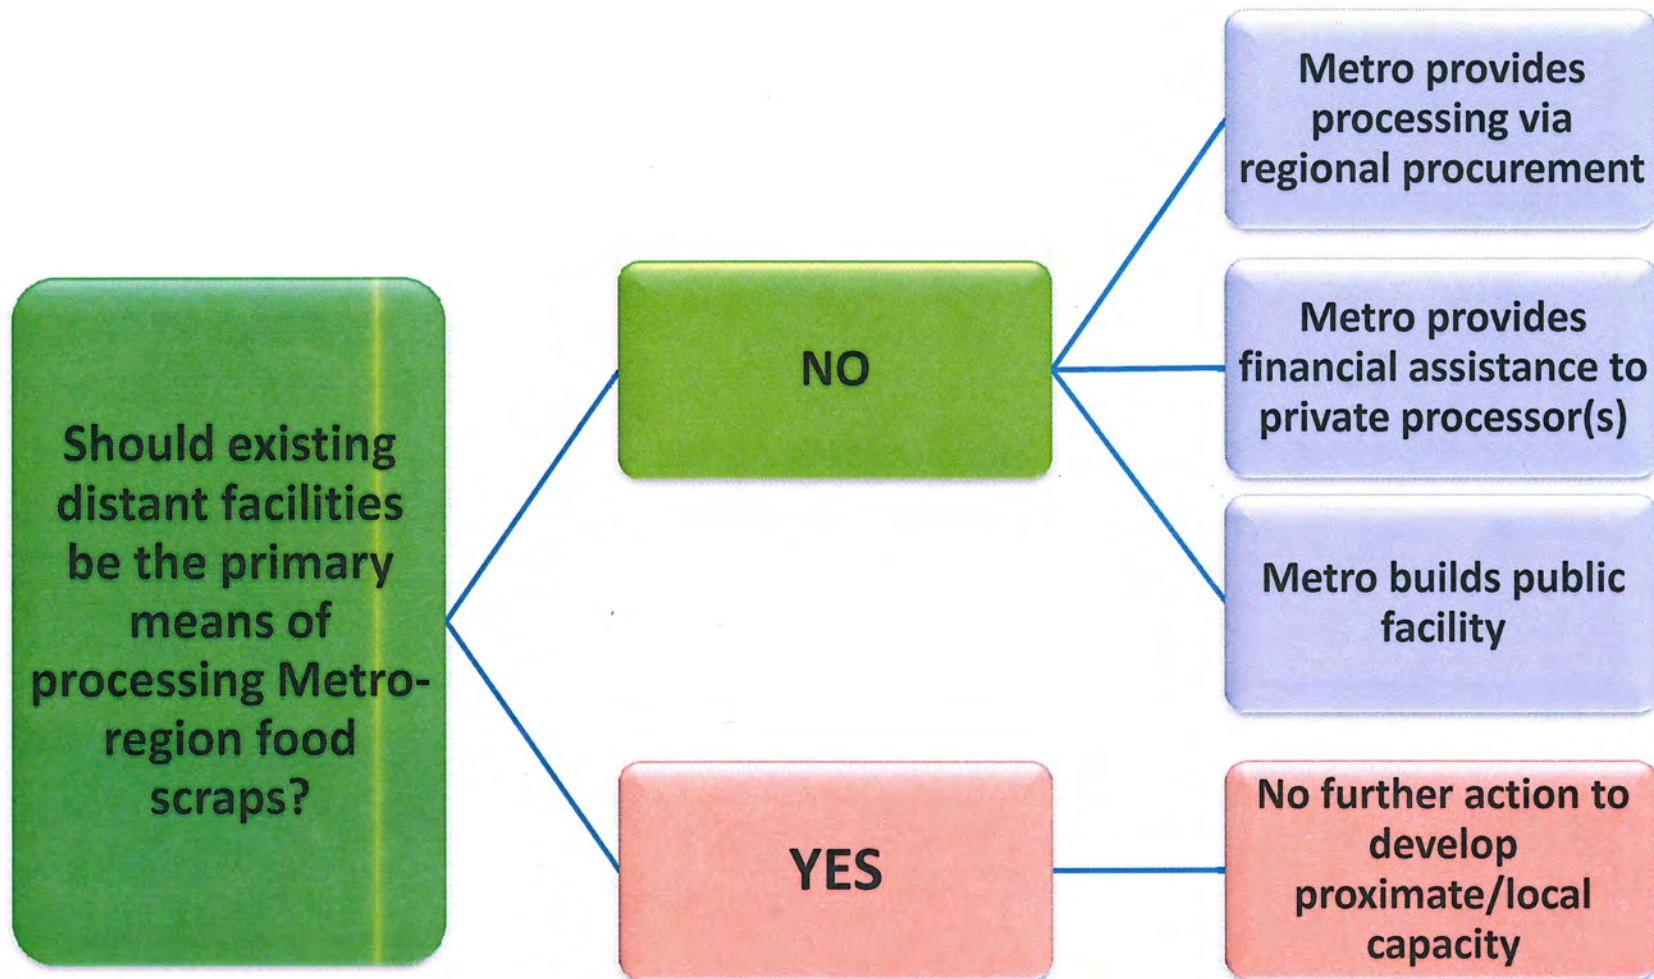 Should existing
distant facilities
be the primary
means of
processing Metro-
region food
scraps?
NO
Metro provides
processing via
regional procurement
Metro provides
financial assistance to
private processor(s)
Metro builds public
facility
YES
No further action to
develop
proximate/local
capacity